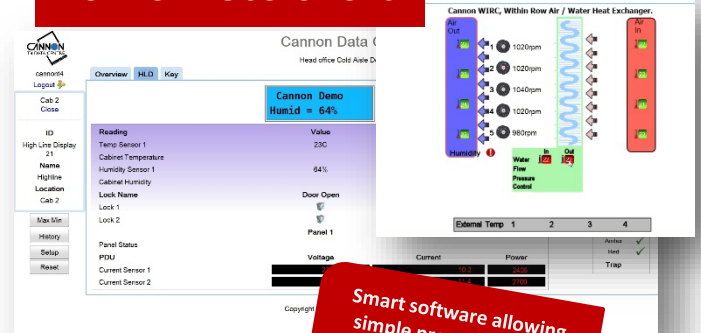 CANNON
cannont4
Logout
Cab 2
Close
ID
High Line Display
21
Name
Highline
Location
Cab 2
Max Min
History
Setup
Reset
Cannon Data
Head office Cold Aisle
Overview HLD Key
Cannon Demo
Humid = 64%
Reading Value
Temp Sensor 1 23C
Cabinet Temperature
Humidity Sensor 1 64%
Cabinet Humidity
Lock Name Door Open
Lock 1
Lock 2
Panel 1
Panel Status
PDU Voltage Current Power
Current Sensor 1
Current Sensor 2
Copyright
Cannon WIRC, Within Row Air / Water Heat Exchanger.
Air Out
Air In
1 1020rpm
2 1020rpm
3 1040rpm
4 1020rpm
5 980rpm
Humidity
In Out
Water
Flow
Pressure
Control
External Temp 1 2 3 4
Amber
Red
Trap
Smart software allowing